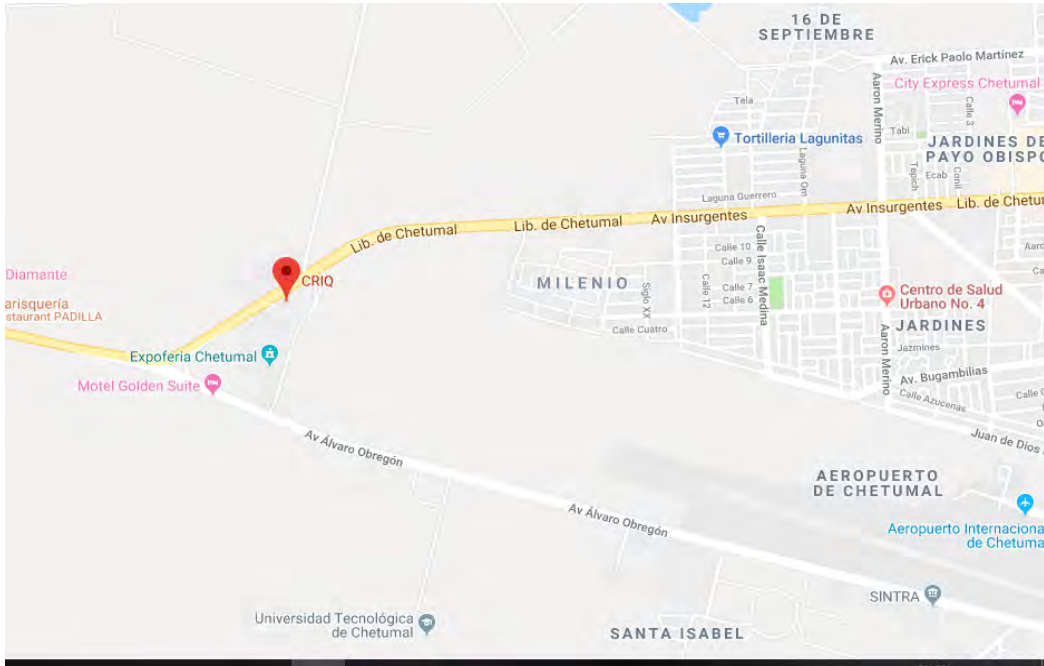 16 DE
SEPTIEMBRE
Av. Erick Paolo Martinez
City Express Chetumal
Aaron Merino
Calle 3
Tela
Tabi
Tortilleria Lagunitas
JARDINES DE
PAYO OBISPO
Laguna Om
Tepich
Ecab
Conil
Laguna Guerrero
Av Insurgentes
Av Insurgentes
Lib. de Chetum
Lib. de Chetumal
Lib. de Chetumal
Calle 10
Calle 9
Calle Isaac Medina
Aarc
Diamante
CRIQ
MILENIO
Siglo XX
Calle 12
Calle 7
Calle 6
Centro de Salud
Urbano No. 4
arisquería
staurant PADILLA
Calle Cuatro
JARDINES
Aaron Merino
Jazmines
Expoferia Chetumal
Motel Golden Suite
Av. Bugambilias
Calle Azucenas
Calle
Juan de Dios
Av Álvaro Obregón
AEROPUERTO
DE CHETUMAL
Av Álvaro Obregón
Aeropuerto Internaciona
de Chetuma
SINTRA
Universidad Tecnológica
de Chetumal
SANTA ISABEL